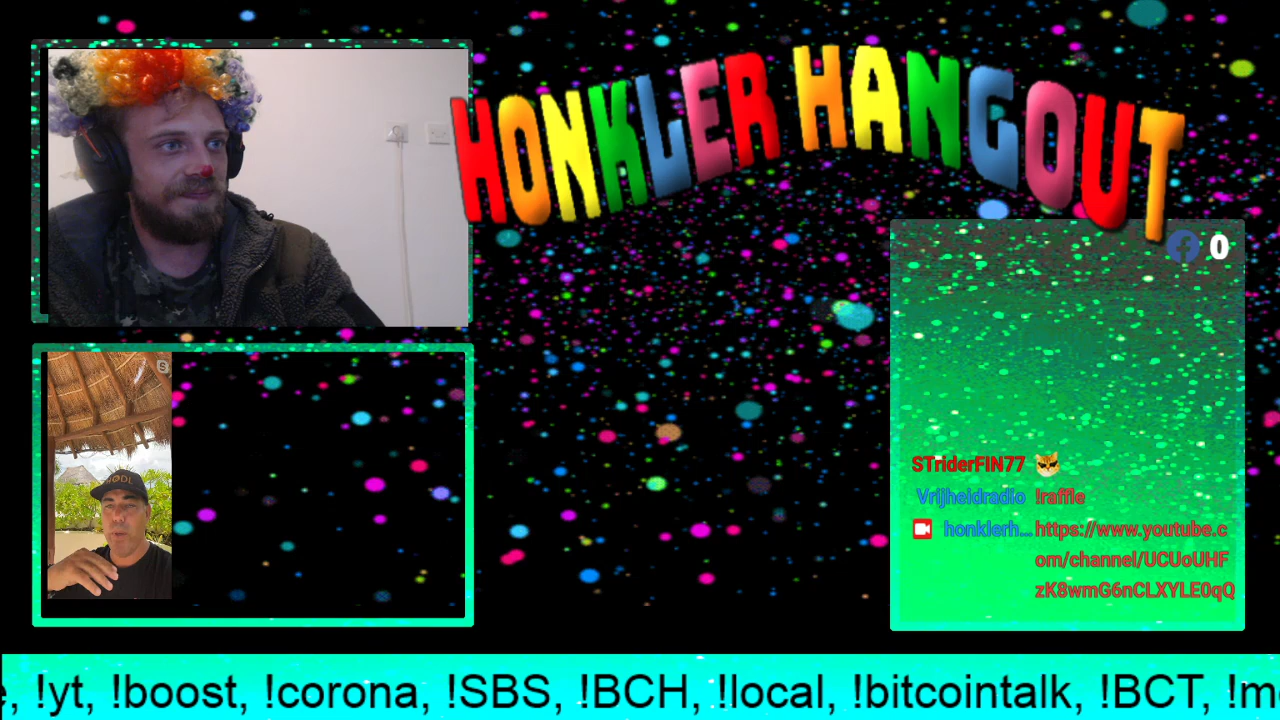 HONKLER HANGOUT
0
HODL
STriderFIN77
Vrijheidradio !raffle
honklerh... https://www.youtube.c
om/channel/UCUoUHF
zK8wmG6nCLXYLE0qQ
e, !yt, !boost, !corona, !SBS, !BCH, !local, !bitcointalk, !BCT, !m